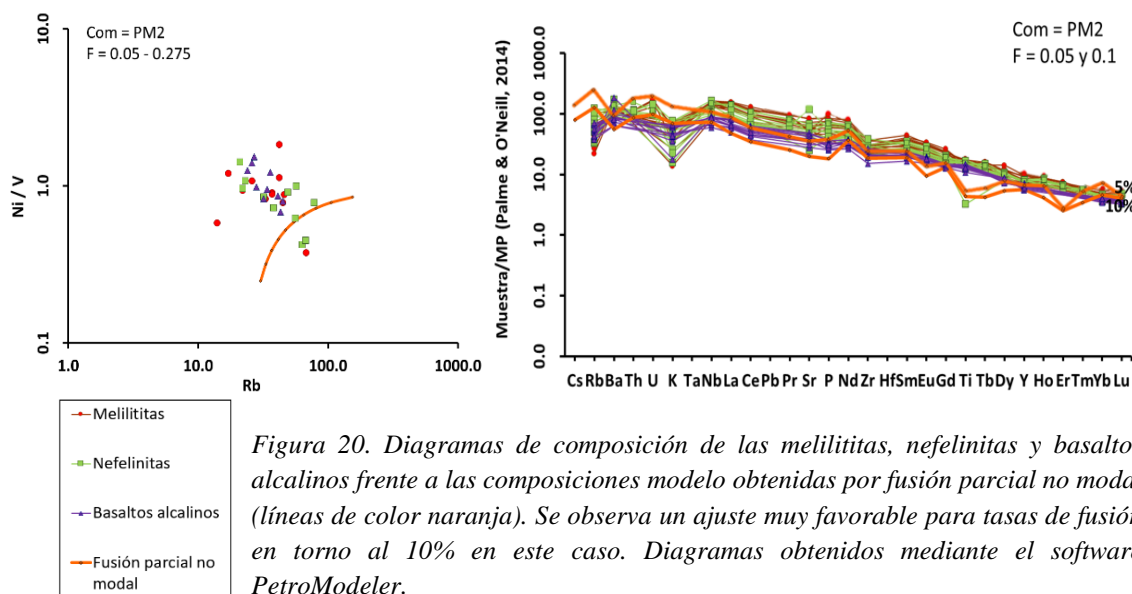 Com = PM2
F = 0.05 - 0.275
10.0
1.0
0.1
Ni/ V
1.0
10.0
100.0
1000.0
Rb
Com = PM2
F = 0.05 y 0.1
Muestra/MP (Palme & O'Neill, 2014)
1000.0
100.0
10.0
1.0
0.1
0.0
5%
10%
Cs Rb Ba Th U K Ta Nb La Ce Pb Pr Sr P Nd Zr Hf Sm Eu Gd Ti Tb Dy Y Ho Er Tm Yb Lu
Melilititas
Nefelinitas
Basaltos alcalinos
Fusión parcial no
modal
Figura 20. Diagramas de composición de las melilititas, nefelinitas y basalto
alcalinos frente a las composiciones modelo obtenidas por fusión parcial no moda
(líneas de color naranja). Se observa un ajuste muy favorable para tasas de fusión
en torno al 10% en este caso. Diagramas obtenidos mediante el software
PetroModeler.